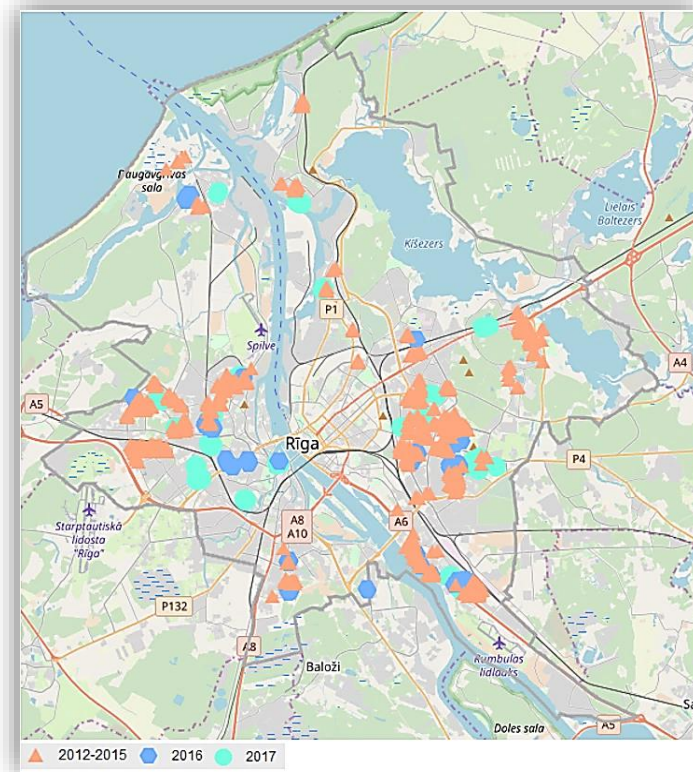 Daugavgrīvas
sala
Ķīšezers
Lielais
Baltezers
P1
Spilve
A4
A5
Rīga
P4
Starptautiskā
lidosta
"Rīga"
A8
A10
A6
P132
A8
Baloži
Rumbulas
lidlauks
Doles sala
A5
Sa
2012-2015 2016 2017